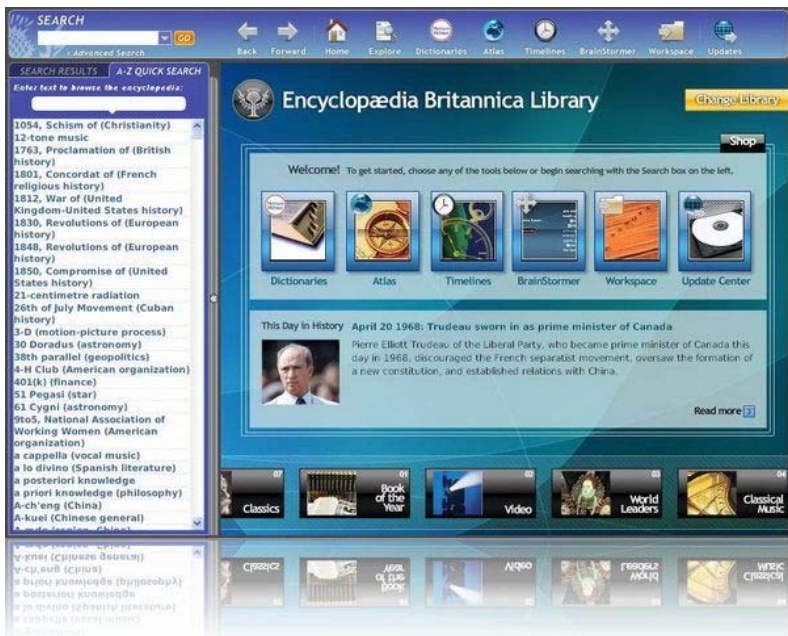 SEARCH
GO
› Advanced Search
Back Forward Home Explore Dictionaries Atlas Timelines BrainStormer Workspace Updates
SEARCH RESULTS A-Z QUICK SEARCH
Enter text to browse the encyclopedia:
1054, Schism of (Christianity)
12-tone music
1763, Proclamation of (British
history)
1801, Concordat of (French
religious history)
1812, War of (United
Kingdom-United States history)
1830, Revolutions of (European
history)
1848, Revolutions of (European
history)
1850, Compromise of (United
States history)
21-centimetre radiation
26th of July Movement (Cuban
history)
3-D (motion-picture process)
30 Doradus (astronomy)
38th parallel (geopolitics)
4-H Club (American organization)
401(k) (finance)
51 Pegasi (star)
61 Cygni (astronomy)
9to5, National Association of
Working Women (American
organization)
a cappella (vocal music)
a lo divino (Spanish literature)
a posteriori knowledge
a priori knowledge (philosophy)
A-ch'eng (China)
A-kuei (Chinese general)
Encyclopædia Britannica Library
Change Library
Shop
Welcome! To get started, choose any of the tools below or begin searching with the Search box on the left.
Dictionaries Atlas Timelines BrainStormer Workspace Update Center
This Day in History April 20 1968: Trudeau sworn in as prime minister of Canada
Pierre Elliott Trudeau of the Liberal Party, who became prime minister of Canada this
day in 1968, discouraged the French separatist movement, oversaw the formation of
a new constitution, and established relations with China.
Read more
07 Classics
01 Book
of the
Year
02 Video
03 World
Leaders
04 Classical
Music